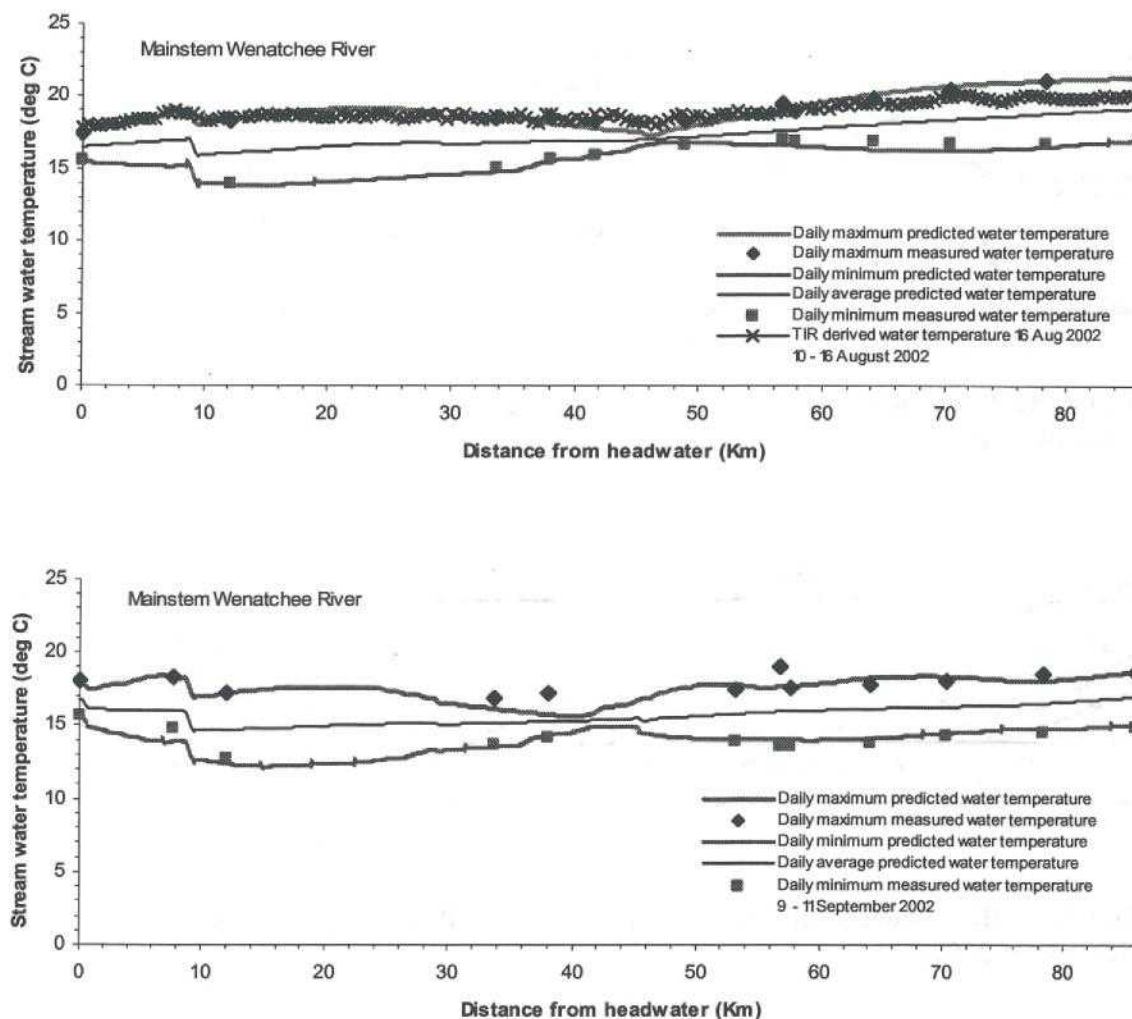 25
20
15
10
5
0
Stream water temperature (deg C)
Mainstem Wenatchee River
Daily maximum predicted water temperature
Daily maximum measured water temperature
Daily minimum predicted water temperature
Daily average predicted water temperature
Daily minimum measured water temperature
TIR derived water temperature 16 Aug 2002
10 - 16 August 2002
0 10 20 30 40 50 60 70 80
Distance from headwater (Km)
25
20
15
10
5
0
Stream water temperature (deg C)
Mainstem Wenatchee River
Daily maximum predicted water temperature
Daily maximum measured water temperature
Daily minimum predicted water temperature
Daily average predicted water temperature
Daily minimum measured water temperature
9 - 11 September 2002
0 10 20 30 40 50 60 70 80
Distance from headwater (Km)